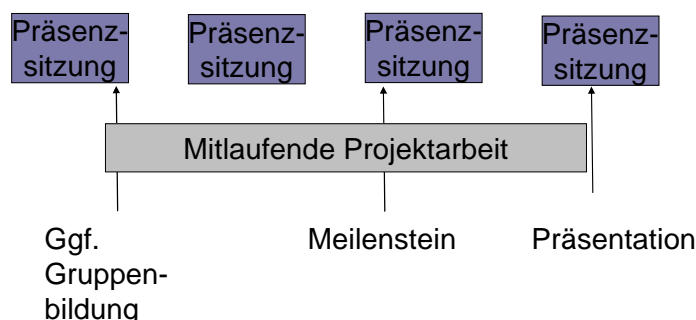 Präsenz-
sitzung
Präsenz-
sitzung
Präsenz-
sitzung
Präsenz-
sitzung
Mitlaufende Projektarbeit
Ggf.
Gruppen-
bildung
Meilenstein
Präsentation